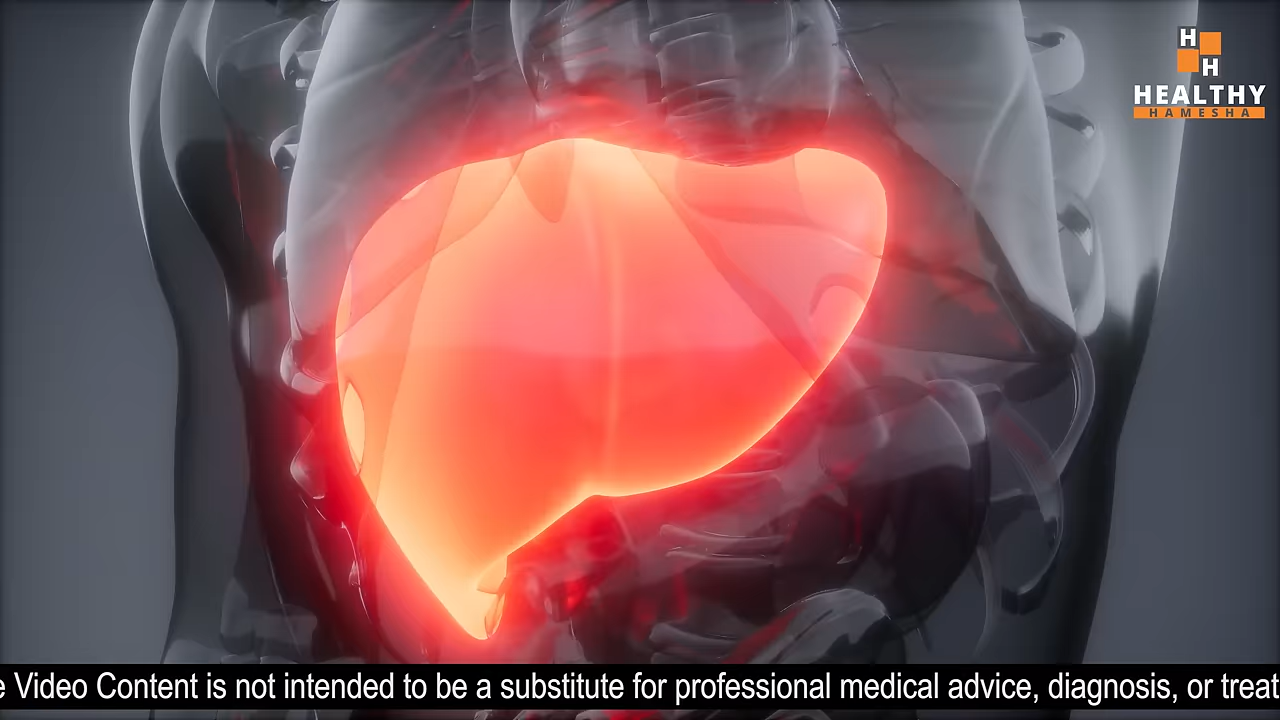 H
H
HEALTHY
HAMESHA
e Video Content is not intended to be a substitute for professional medical advice, diagnosis, or treat